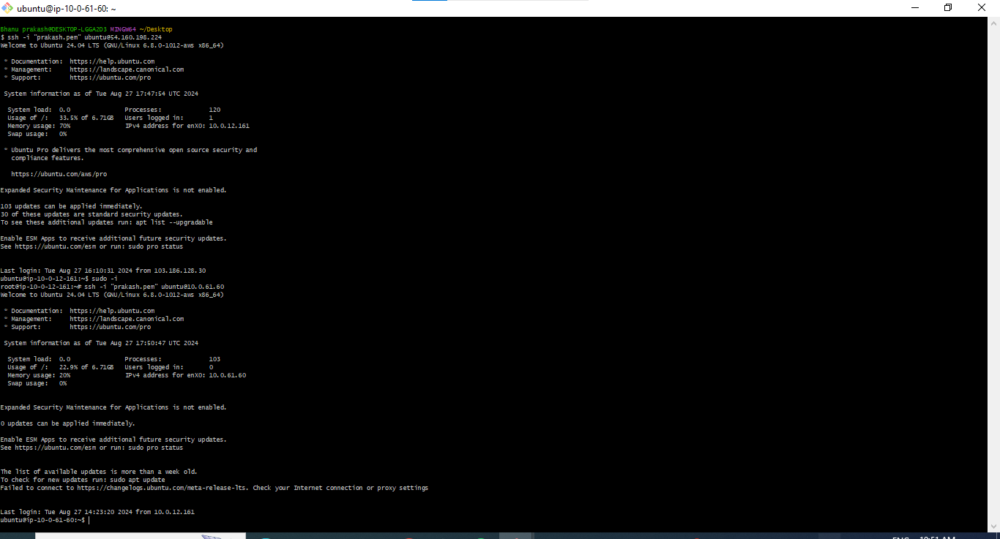 ubuntu@ip-10-0-61-60: ~
Bhanu prakash@DESKTOP-LGGA2D3 MINGW64 ~/Desktop
$ ssh -i "prakash.pem" ubuntu@54.160.198.224
Welcome to Ubuntu 24.04 LTS (GNU/Linux 6.8.0-1012-aws x86_64)
* Documentation:  https://help.ubuntu.com
* Management:     https://landscape.canonical.com
* Support:        https://ubuntu.com/pro
System information as of Tue Aug 27 17:47:54 UTC 2024
System load:  0.0               Processes:             120
Usage of /:   33.5% of 6.71GB   Users logged in:       1
Memory usage: 70%               IPv4 address for enX0: 10.0.12.161
Swap usage:   0%
* Ubuntu Pro delivers the most comprehensive open source security and
compliance features.
https://ubuntu.com/aws/pro
Expanded Security Maintenance for Applications is not enabled.
103 updates can be applied immediately.
30 of these updates are standard security updates.
To see these additional updates run: apt list --upgradable
Enable ESM Apps to receive additional future security updates.
See https://ubuntu.com/esm or run: sudo pro status
Last login: Tue Aug 27 16:10:31 2024 from 103.186.128.30
ubuntu@ip-10-0-12-161:~$ sudo -i
root@ip-10-0-12-161:~# ssh -i "prakash.pem" ubuntu@10.0.61.60
Welcome to Ubuntu 24.04 LTS (GNU/Linux 6.8.0-1012-aws x86_64)
* Documentation:  https://help.ubuntu.com
* Management:     https://landscape.canonical.com
* Support:        https://ubuntu.com/pro
System information as of Tue Aug 27 17:50:47 UTC 2024
System load:  0.0               Processes:             103
Usage of /:   22.9% of 6.71GB   Users logged in:       0
Memory usage: 20%               IPv4 address for enX0: 10.0.61.60
Swap usage:   0%
Expanded Security Maintenance for Applications is not enabled.
0 updates can be applied immediately.
Enable ESM Apps to receive additional future security updates.
See https://ubuntu.com/esm or run: sudo pro status
The list of available updates is more than a week old.
To check for new updates run: sudo apt update
Failed to connect to https://changelogs.ubuntu.com/meta-release-lts. Check your Internet connection or proxy settings
Last login: Tue Aug 27 14:23:20 2024 from 10.0.12.161
ubuntu@ip-10-0-61-60:~$